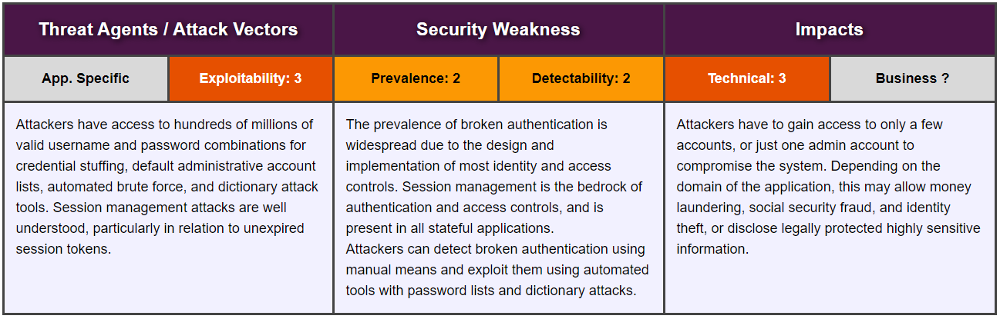 Threat Agents / Attack Vectors
Security Weakness
Impacts
App. Specific
Exploitability: 3
Prevalence: 2
Detectability: 2
Technical: 3
Business ?
Attackers have access to hundreds of millions of
valid username and password combinations for
credential stuffing, default administrative account
lists, automated brute force, and dictionary attack
tools. Session management attacks are well
understood, particularly in relation to unexpired
session tokens.
The prevalence of broken authentication is
widespread due to the design and
implementation of most identity and access
controls. Session management is the bedrock of
authentication and access controls, and is
present in all stateful applications.
Attackers can detect broken authentication using
manual means and exploit them using automated
tools with password lists and dictionary attacks.
Attackers have to gain access to only a few
accounts, or just one admin account to
compromise the system. Depending on the
domain of the application, this may allow money
laundering, social security fraud, and identity
theft, or disclose legally protected highly sensitive
information.